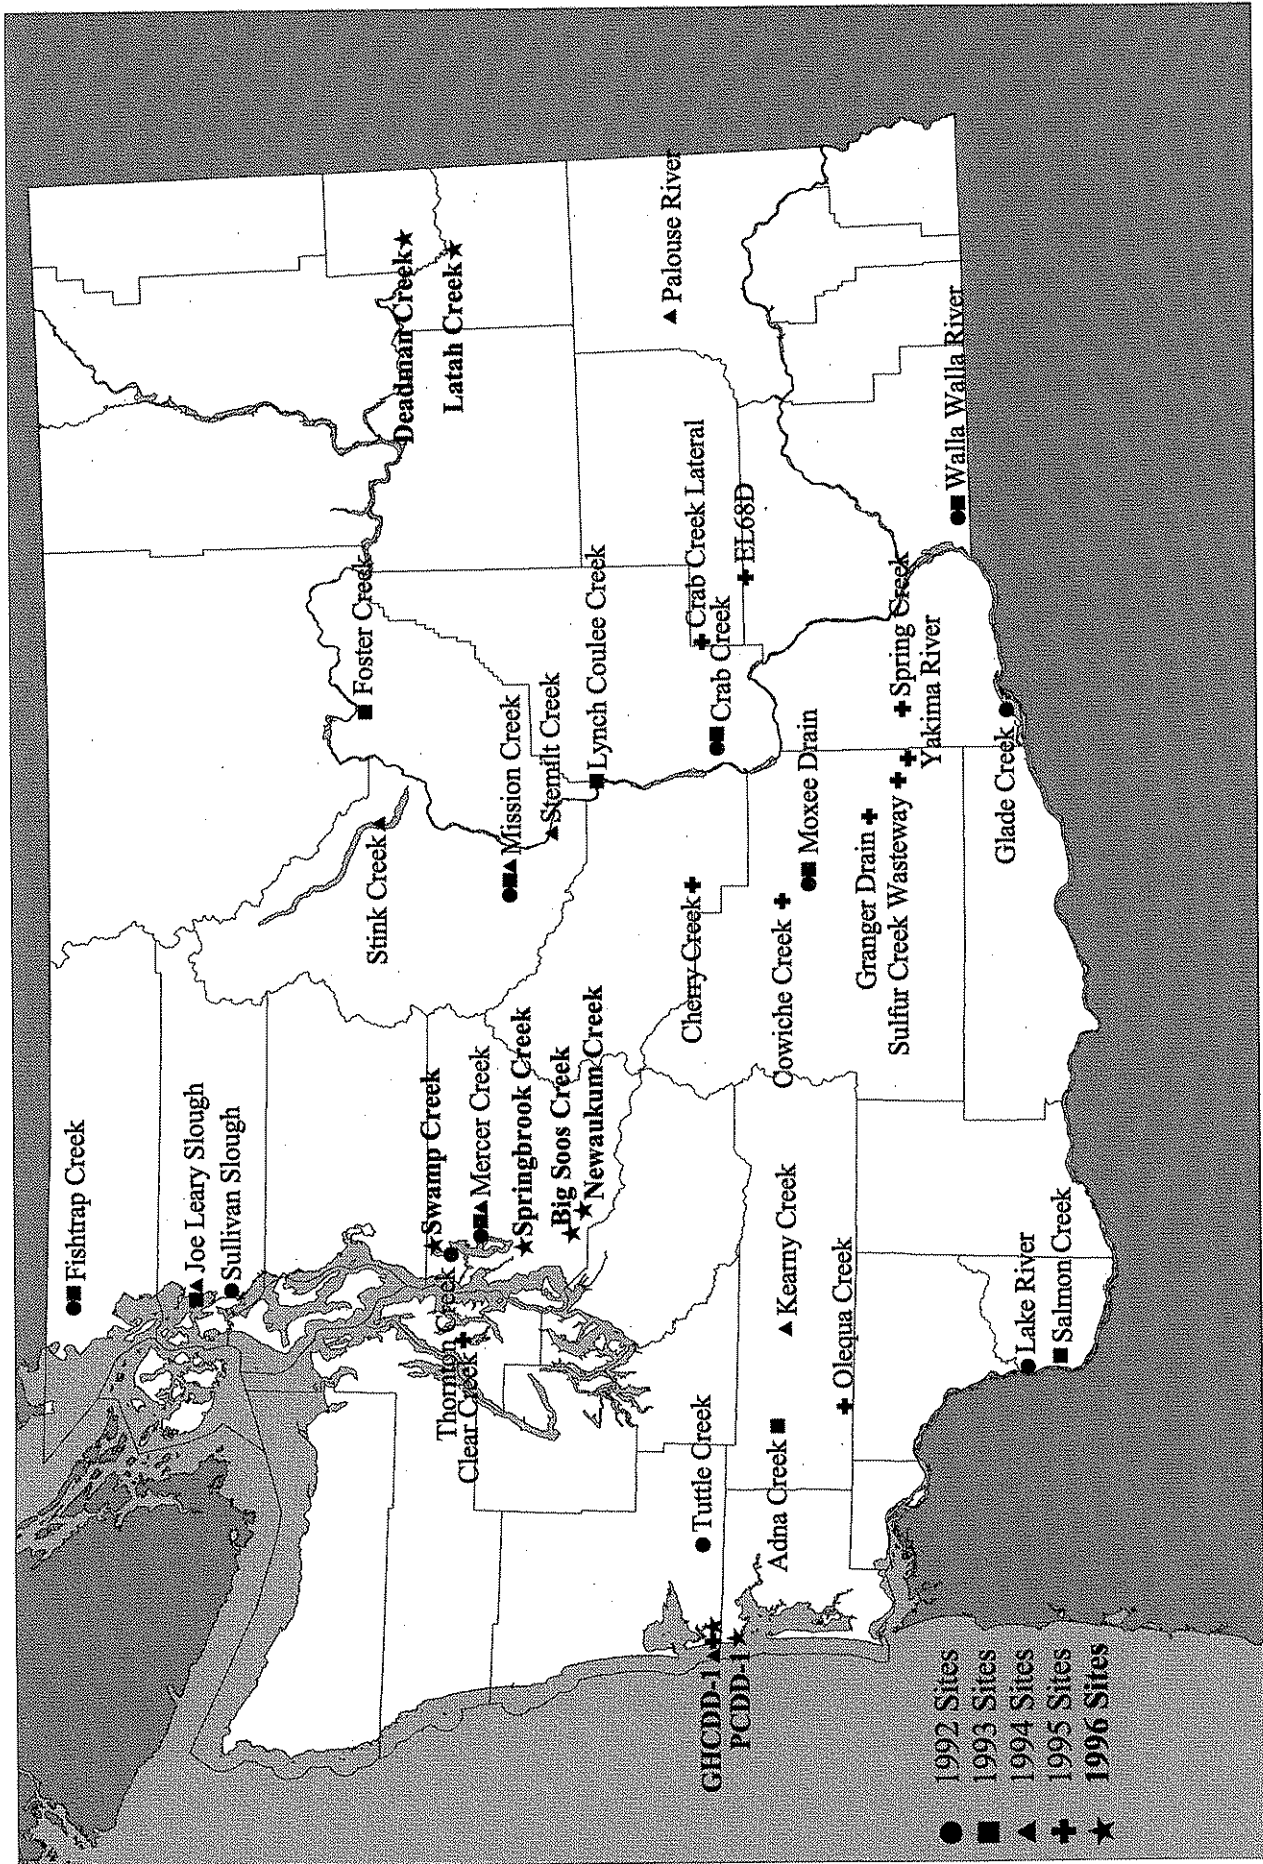 Fishtrap Creek
Joe Leary Slough
Sullivan Slough
Swamp Creek
Thornton Creek
Mercer Creek
Clear Creek
Springbrook Creek
Big Soos Creek
Newaukum Creek
Stink Creek
Foster Creek
Mission Creek
Stemilt Creek
Lynch Coulee Creek
Deadman Creek
Latah Creek
Palouse River
Crab Creek Lateral
EL68D
Crab Creek
Cherry Creek
Cowiche Creek
Moxee Drain
Granger Drain
Sulfur Creek Wasteway
Spring Creek
Yakima River
Walla Walla River
Glade Creek
Tuttle Creek
GHCDD-1
PCDD-1
Adna Creek
Kearny Creek
Olequa Creek
Lake River
Salmon Creek
1992 Sites
1993 Sites
1994 Sites
1995 Sites
1996 Sites